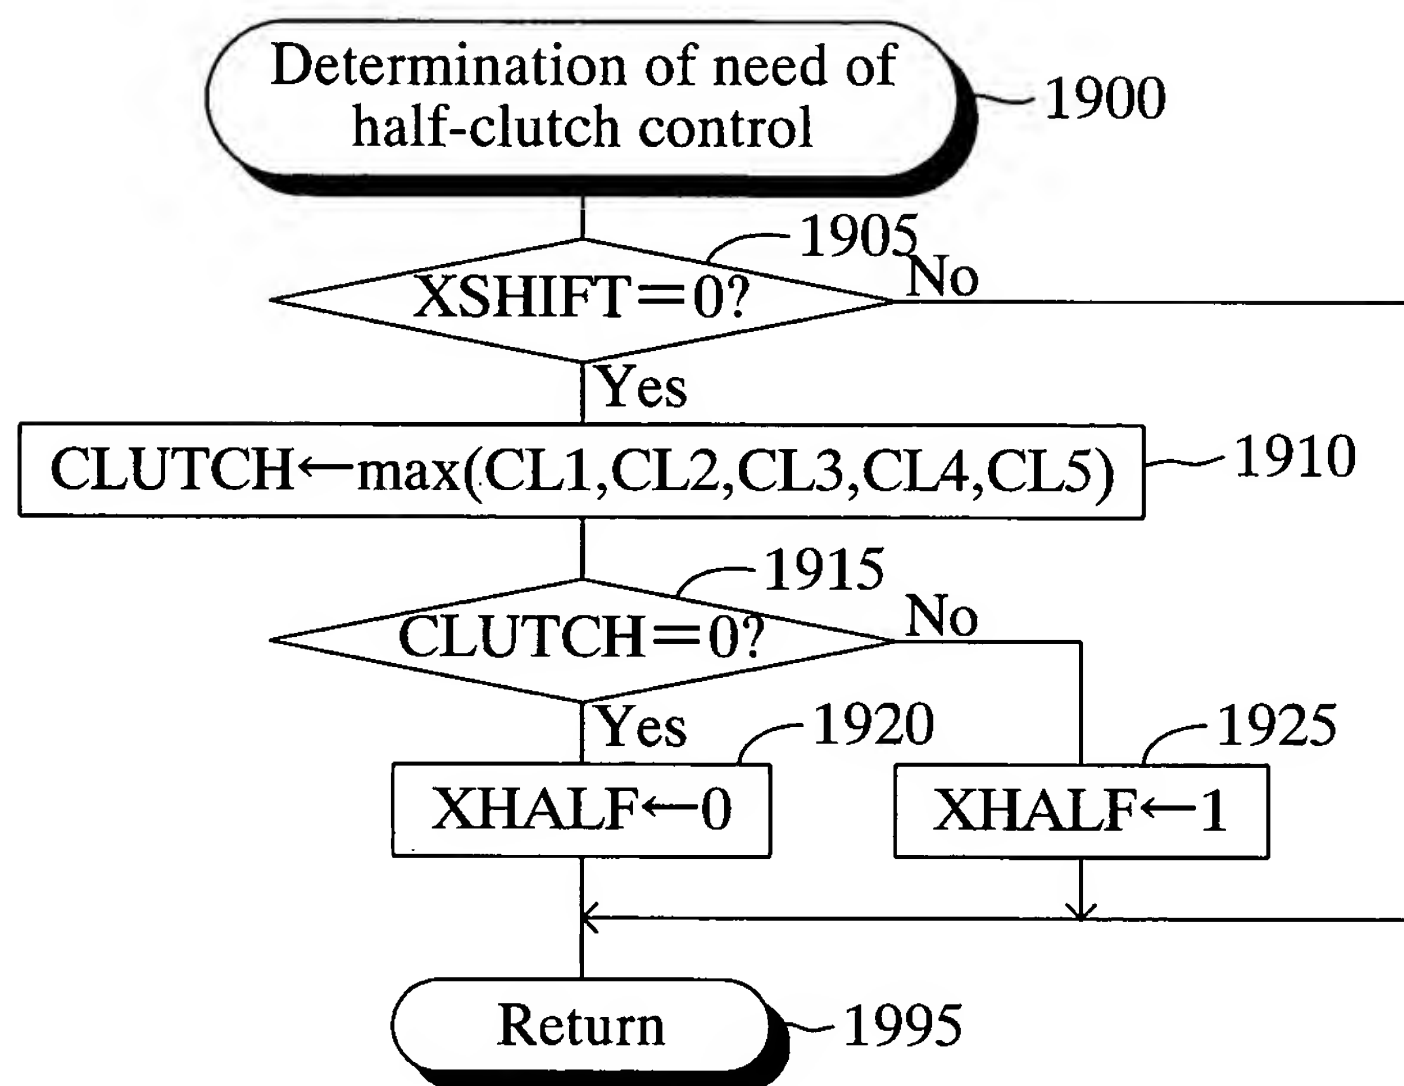 Determination of need of
half-clutch control
1900
1905
XSHIFT=0?
No
Yes
CLUTCH←max(CL1,CL2,CL3,CL4,CL5)
1910
1915
CLUTCH=0?
No
Yes
1920
1925
XHALF←0
XHALF←1
Return
1995